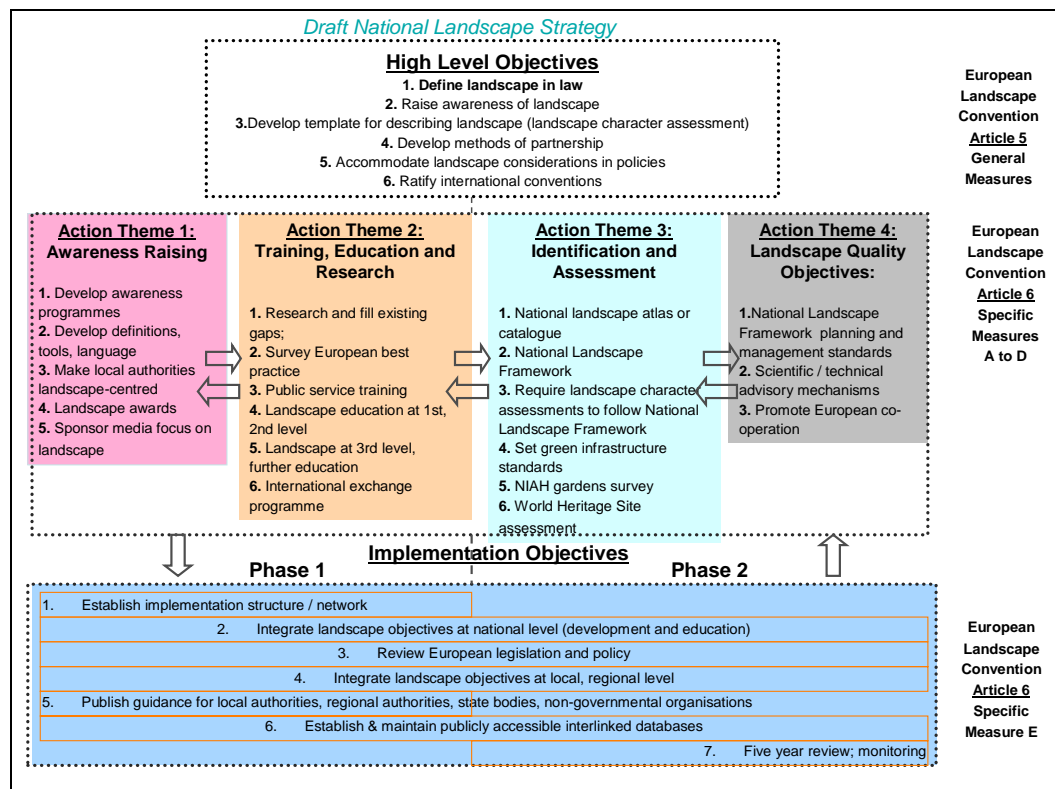 Draft National Landscape Strategy
High Level Objectives
1. Define landscape in law
2. Raise awareness of landscape
3.Develop template for describing landscape (landscape character assessment)
4. Develop methods of partnership
5. Accommodate landscape considerations in policies
6. Ratify international conventions
European
Landscape
Convention
Article 5
General
Measures
Action Theme 1:
Awareness Raising
1. Develop awareness
programmes
2. Develop definitions,
tools, language
3. Make local authorities
landscape-centred
4. Landscape awards
5. Sponsor media focus on
landscape
Action Theme 2:
Training, Education and
Research
1. Research and fill existing
gaps;
2. Survey European best
practice
3. Public service training
4. Landscape education at 1st,
2nd level
5. Landscape at 3rd level,
further education
6. International exchange
programme
Action Theme 3:
Identification and
Assessment
1. National landscape atlas or
catalogue
2. National Landscape
Framework
3. Require landscape character
assessments to follow National
Landscape Framework
4. Set green infrastructure
standards
5. NIAH gardens survey
6. World Heritage Site
assessment
Action Theme 4:
Landscape Quality
Objectives:
1.National Landscape
Framework planning and
management standards
2. Scientific / technical
advisory mechanisms
3. Promote European co-
operation
European
Landscape
Convention
Article 6
Specific
Measures
A to D
Implementation Objectives
Phase 1
Phase 2
1. Establish implementation structure / network
2. Integrate landscape objectives at national level (development and education)
3. Review European legislation and policy
4. Integrate landscape objectives at local, regional level
5. Publish guidance for local authorities, regional authorities, state bodies, non-governmental organisations
6. Establish & maintain publicly accessible interlinked databases
7. Five year review; monitoring
European
Landscape
Convention
Article 6
Specific
Measure E